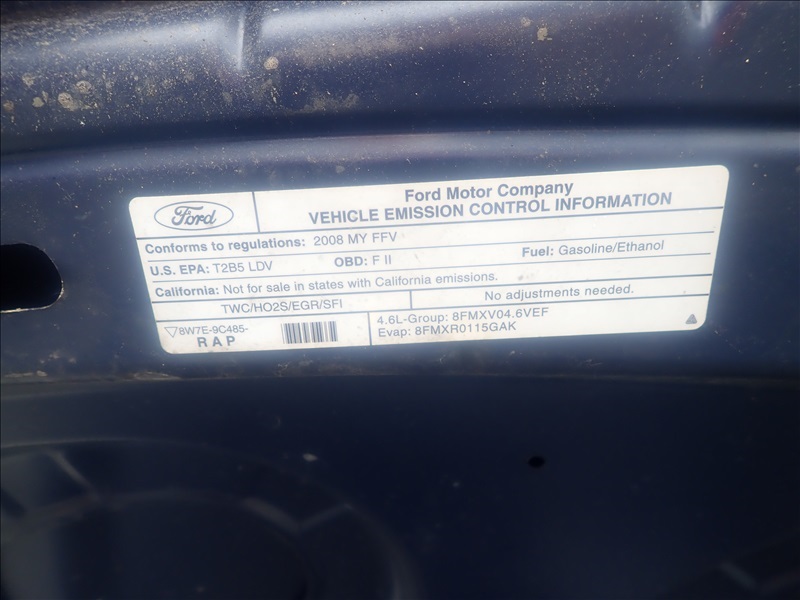 Ford
Ford Motor Company
VEHICLE EMISSION CONTROL INFORMATION
Conforms to regulations: 2008 MY FFV
U.S. EPA: T2B5 LDV OBD: F II Fuel: Gasoline/Ethanol
California: Not for sale in states with California emissions.
TWC/HO2S/EGR/SFI No adjustments needed.
8W7E-9C485-
RAP
4.6L-Group: 8FMXV04.6VEF
Evap: 8FMXR0115GAK